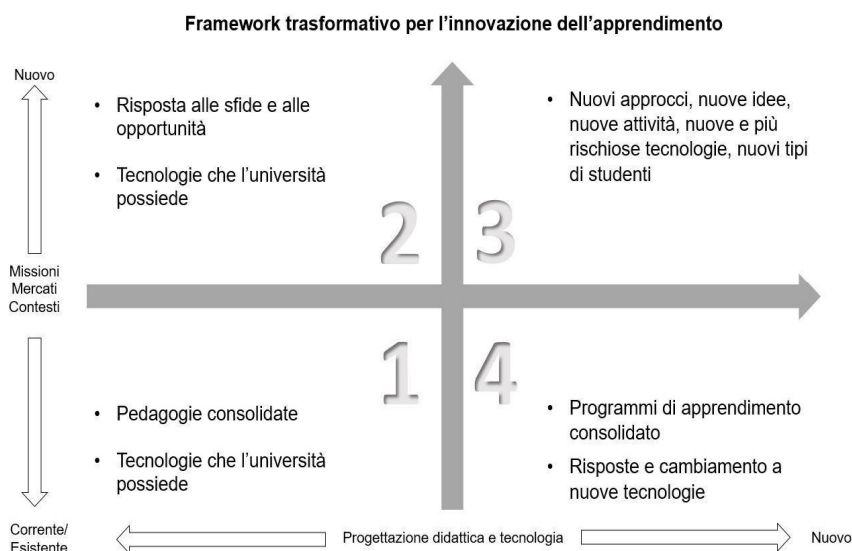 Framework trasformativo per l'innovazione dell'apprendimento
Nuovo
• Risposta alle sfide e alle
opportunità
• Tecnologie che l'università
possiede
• Nuovi approcci, nuove idee,
nuove attività, nuove e più
rischiose tecnologie, nuovi tipi
di studenti
2
3
Missioni
Mercati
Contesti
1
4
• Pedagogie consolidate
• Tecnologie che l'università
possiede
• Programmi di apprendimento
consolidato
• Risposte e cambiamento a
nuove tecnologie
Corrente/
Esistente
Progettazione didattica e tecnologia
Nuovo